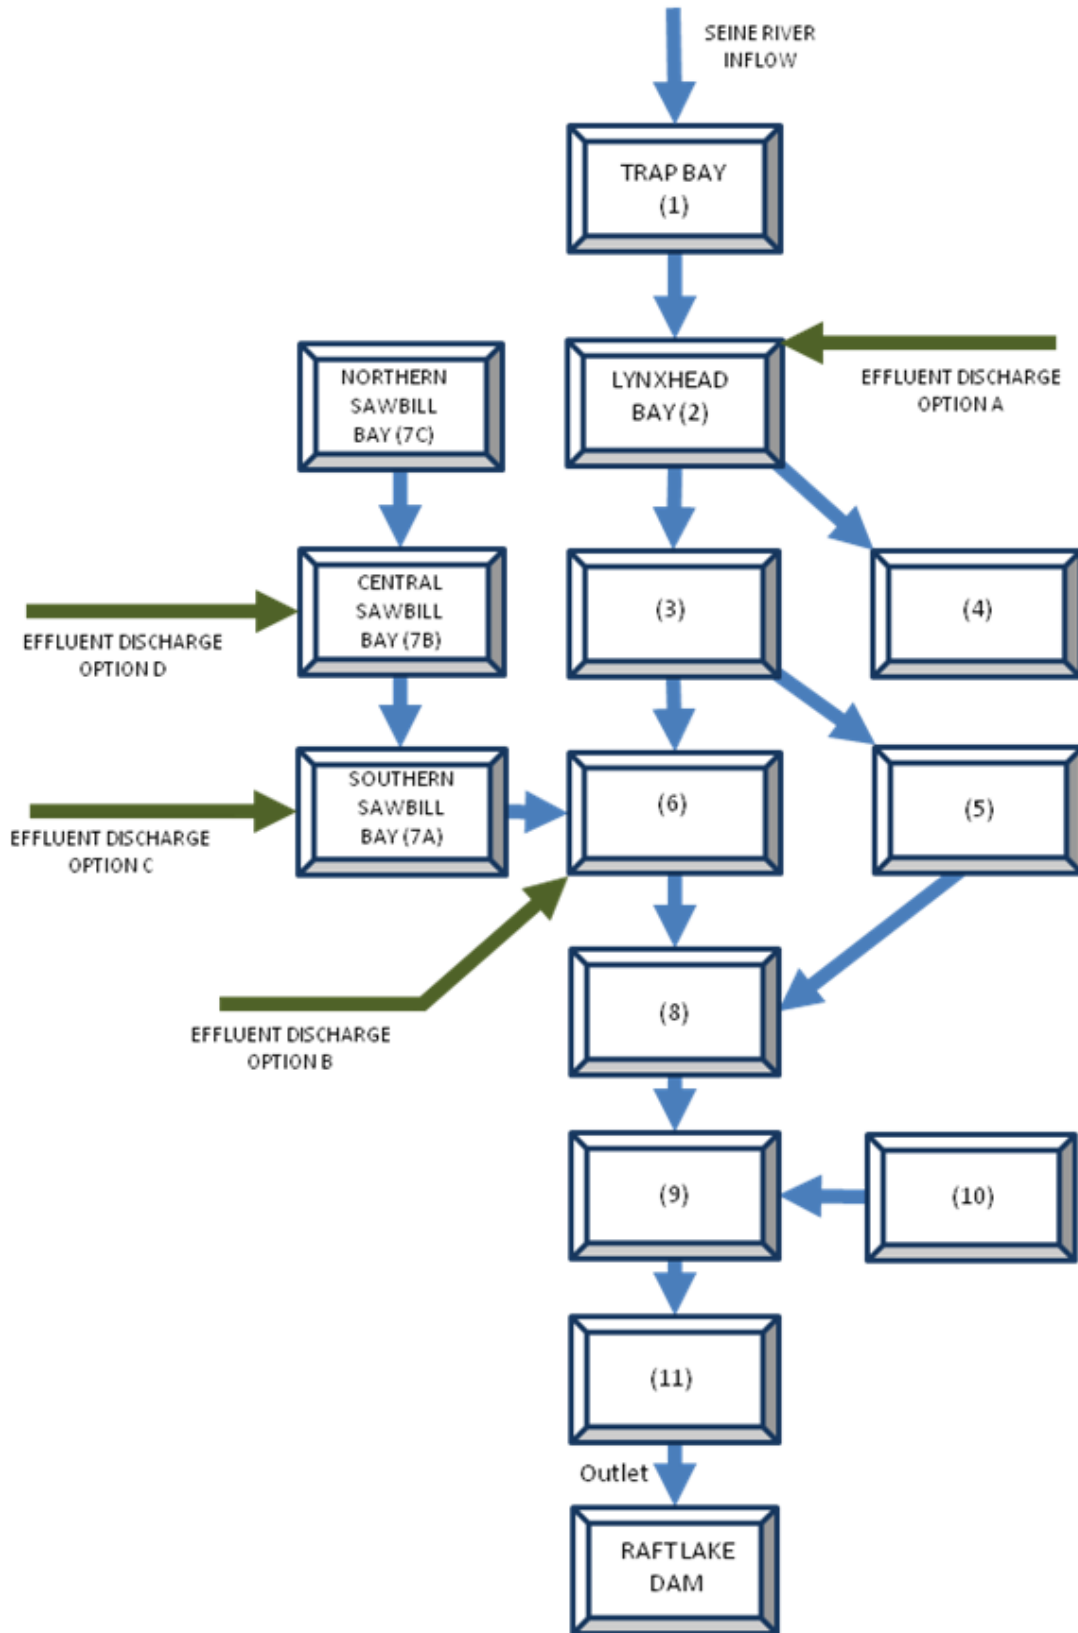 SEINE RIVER
INFLOW
TRAP BAY
(1)
NORTHERN
SAWBILL
BAY (7C)
LYNXHEAD
BAY (2)
EFFLUENT DISCHARGE
OPTION A
CENTRAL
SAWBILL
BAY (7B)
(3)
(4)
EFFLUENT DISCHARGE
OPTION D
SOUTHERN
SAWBILL
BAY (7A)
(6)
(5)
EFFLUENT DISCHARGE
OPTION C
(8)
EFFLUENT DISCHARGE
OPTION B
(9)
(10)
(11)
Outlet
RAFT LAKE
DAM